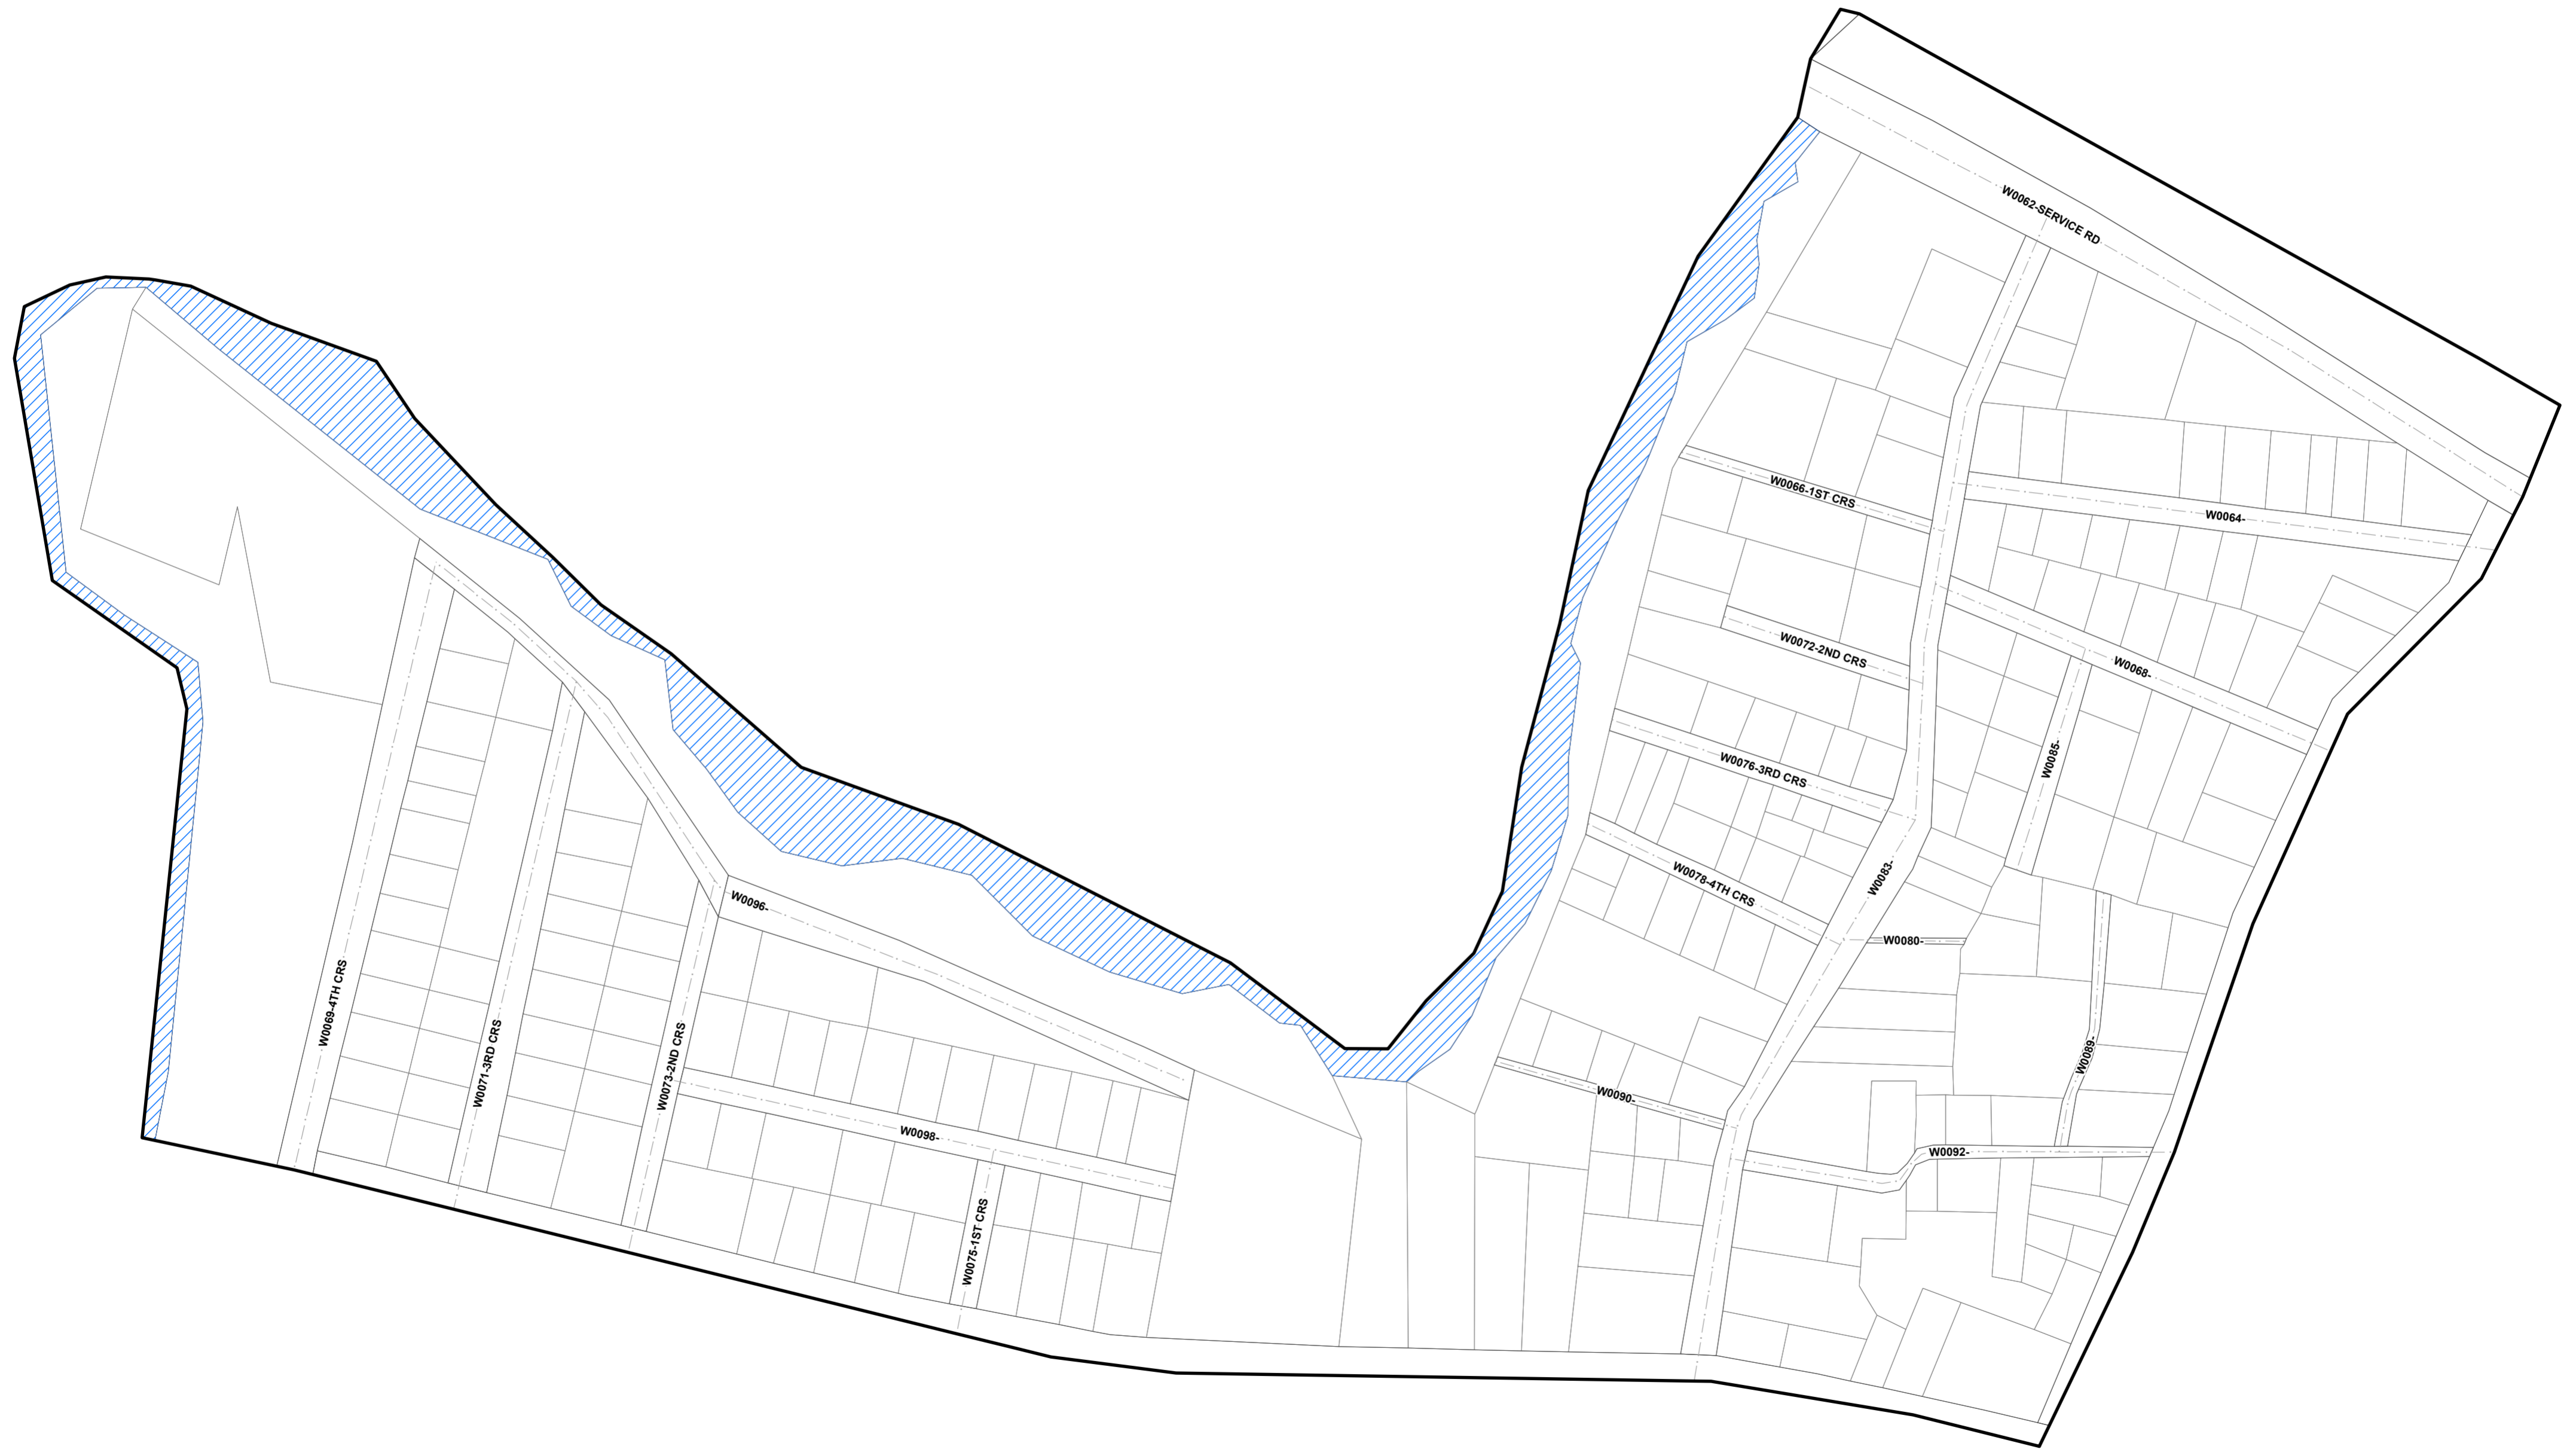 W0062-SERVICE RD
W0066-1ST CRS
W0064-
W0072-2ND CRS
W0068-
W0085-
W0076-3RD CRS
W0078-4TH CRS
W0083-
W0096-
W0080-
W0069-4TH CRS
W0071-3RD CRS
W0073-2ND CRS
W0089-
W0090-
W0098-
W0092-
W0075-1ST CRS